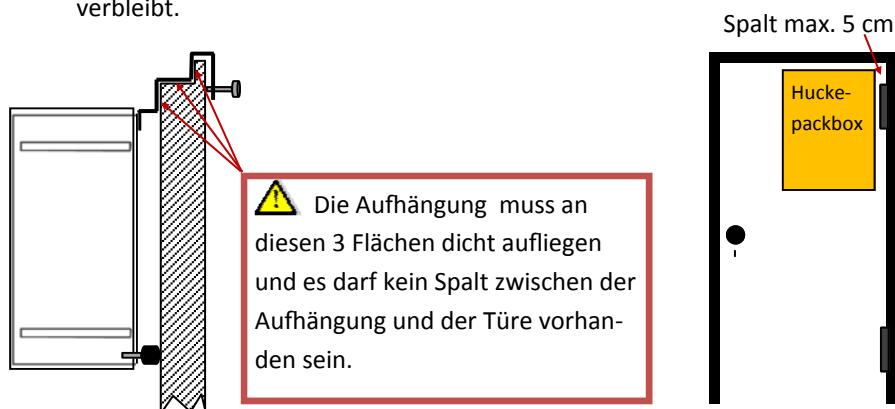 verbleibt.
Spalt max. 5 cm
Hucke-
packbox
Die Aufhängung muss an
diesen 3 Flächen dicht aufliegen
und es darf kein Spalt zwischen der
Aufhängung und der Türe vorhan-
den sein.